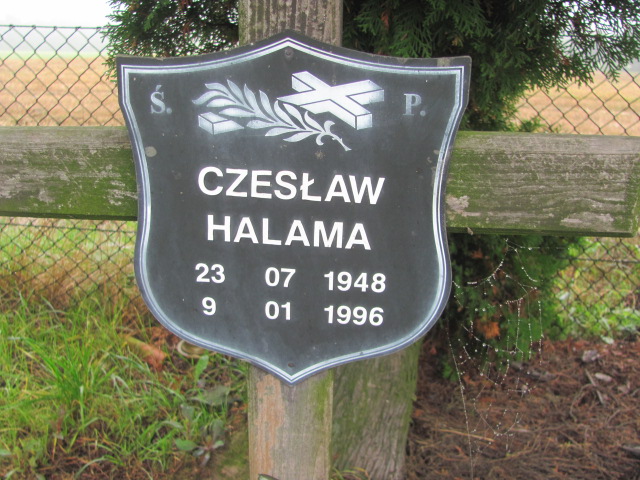 Ś. P.
CZESŁAW
HALAMA
23 07 1948
9 01 1996